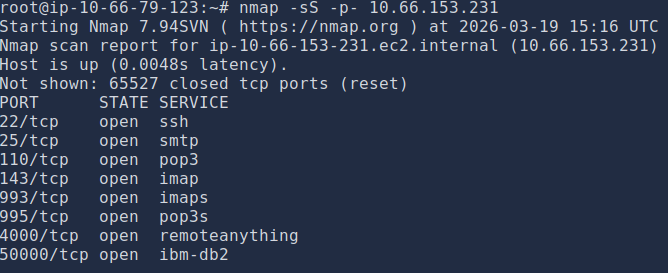 root@ip-10-66-79-123:~# nmap -sS -p- 10.66.153.231
Starting Nmap 7.94SVN ( https://nmap.org ) at 2026-03-19 15:16 UTC
Nmap scan report for ip-10-66-153-231.ec2.internal (10.66.153.231)
Host is up (0.0048s latency).
Not shown: 65527 closed tcp ports (reset)
PORT      STATE SERVICE
22/tcp    open  ssh
25/tcp    open  smtp
110/tcp   open  pop3
143/tcp   open  imap
993/tcp   open  imaps
995/tcp   open  pop3s
4000/tcp  open  remoteanything
50000/tcp open  ibm-db2